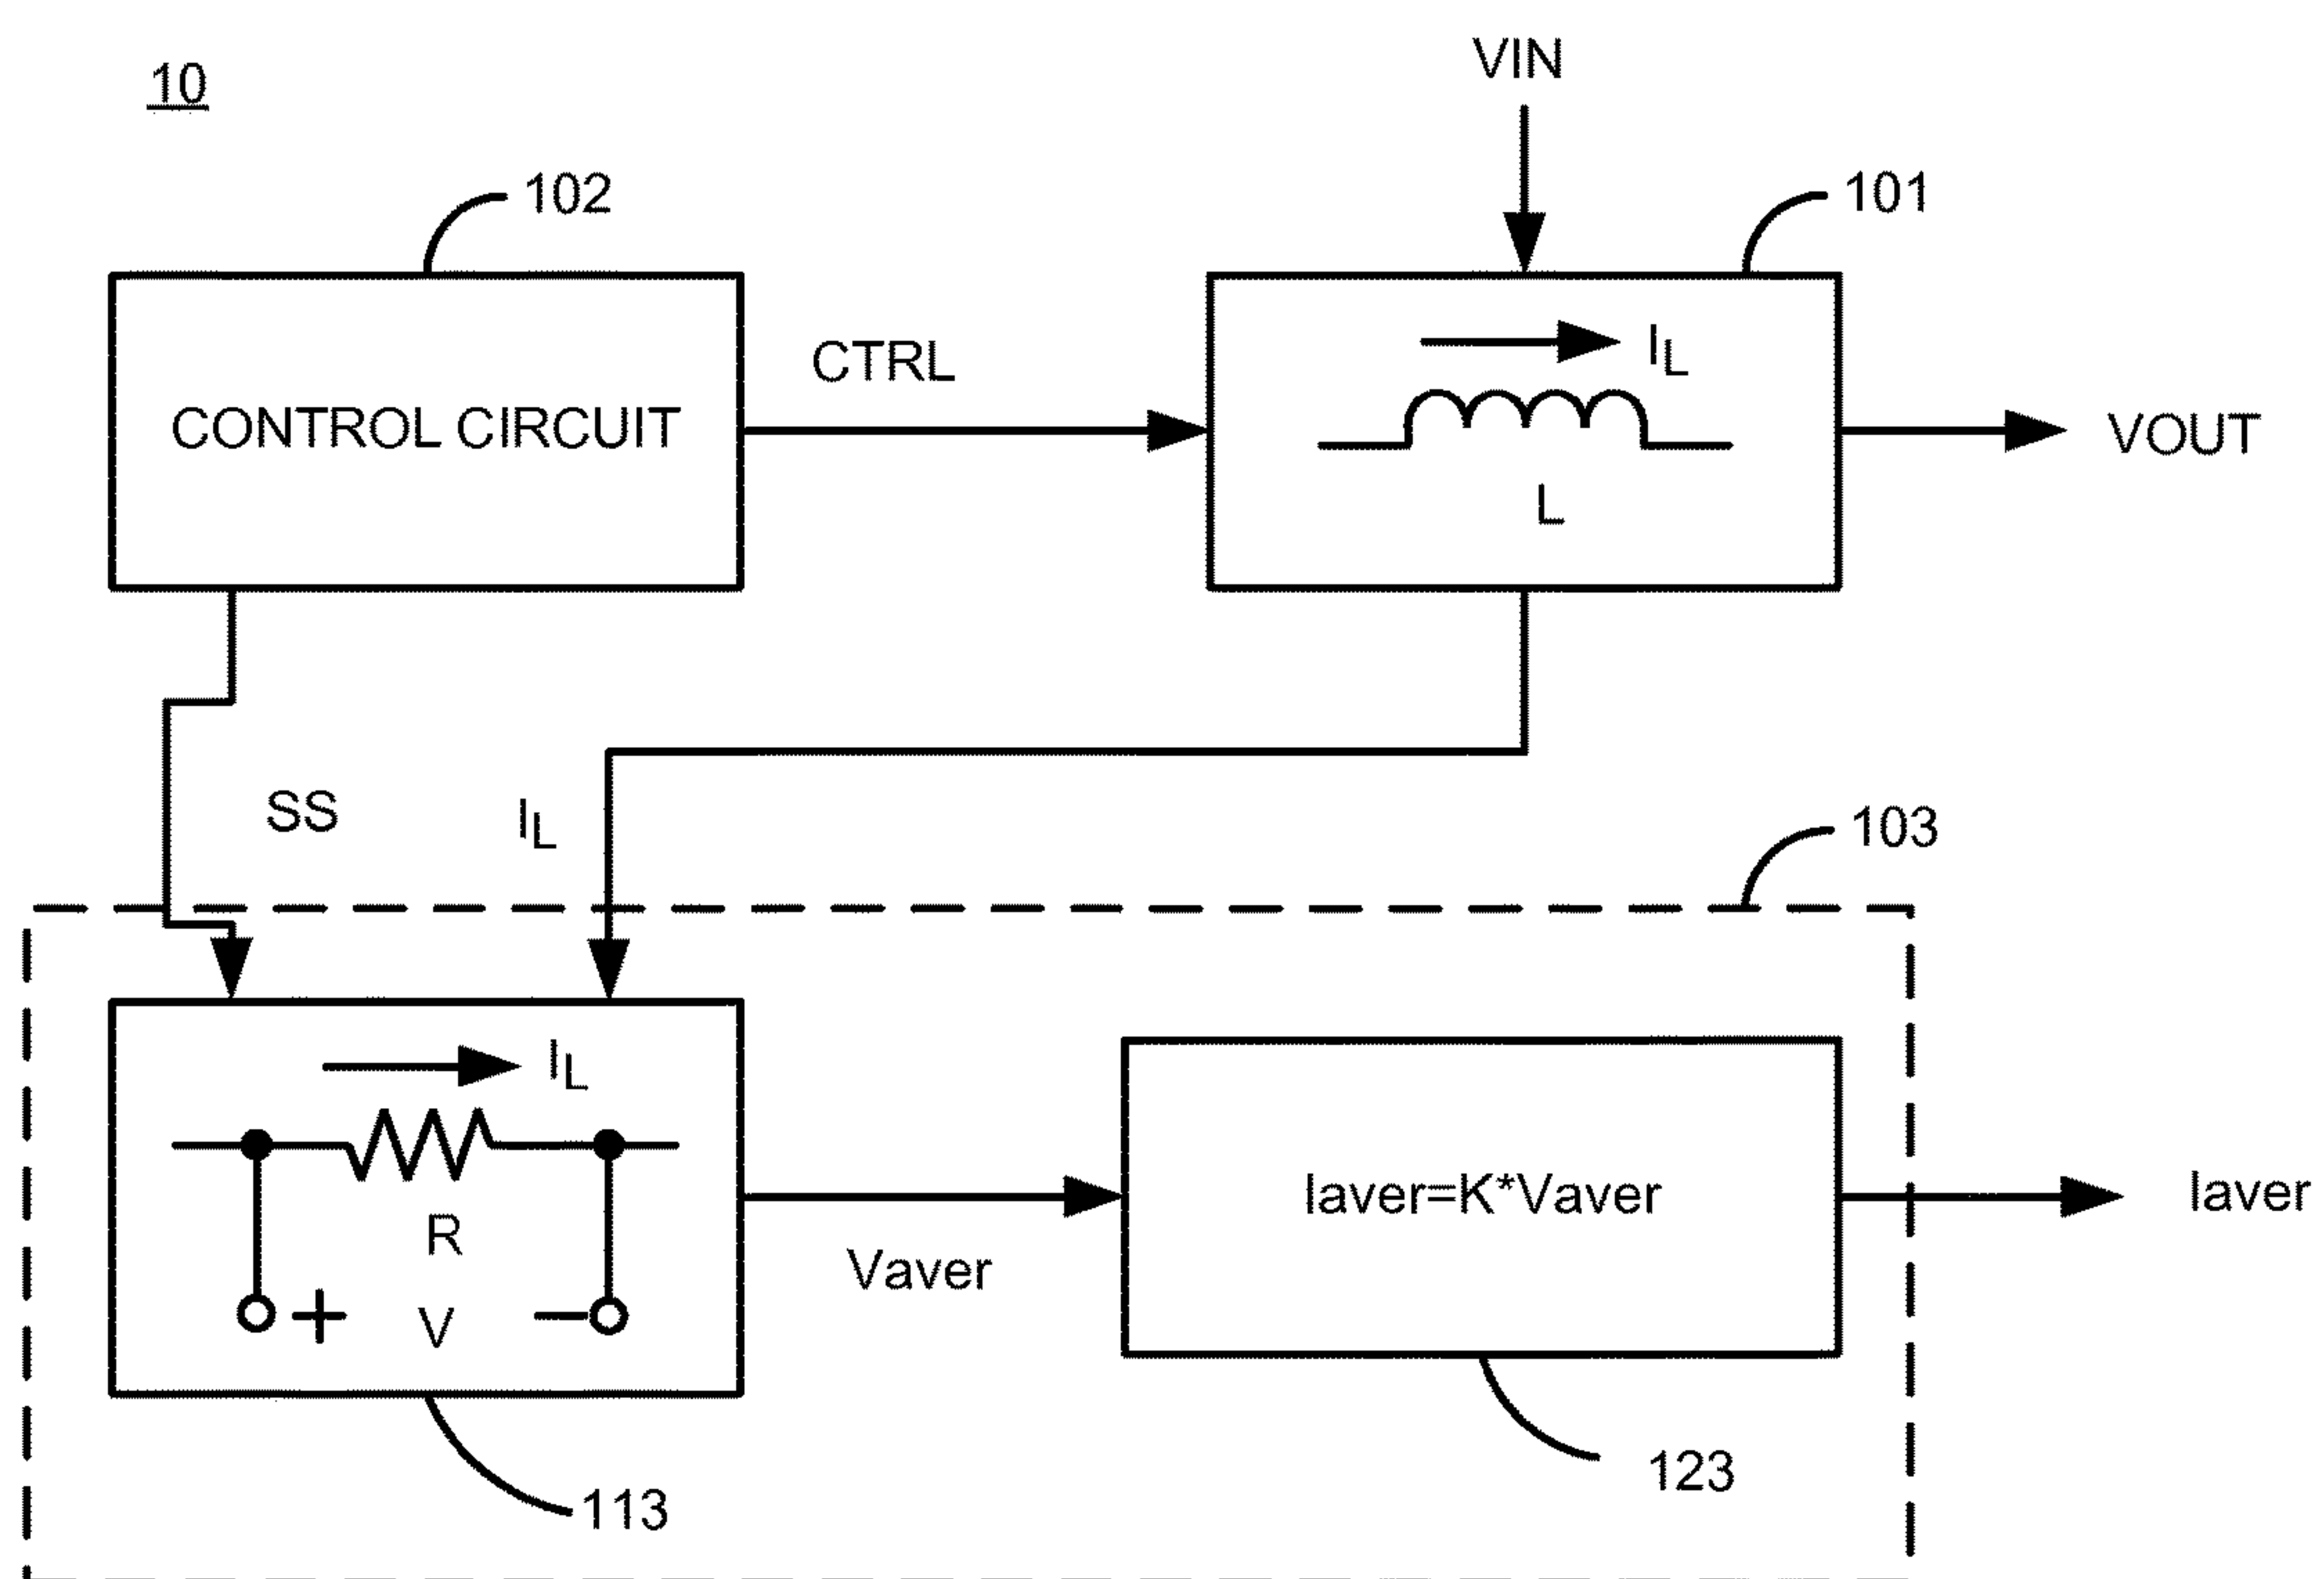 10
VIN
102
101
CONTROL CIRCUIT
CTRL
IL
L
VOUT
SS
IL
103
IL
R
+ V −
Vaver
Iaver=K*Vaver
Iaver
113
123